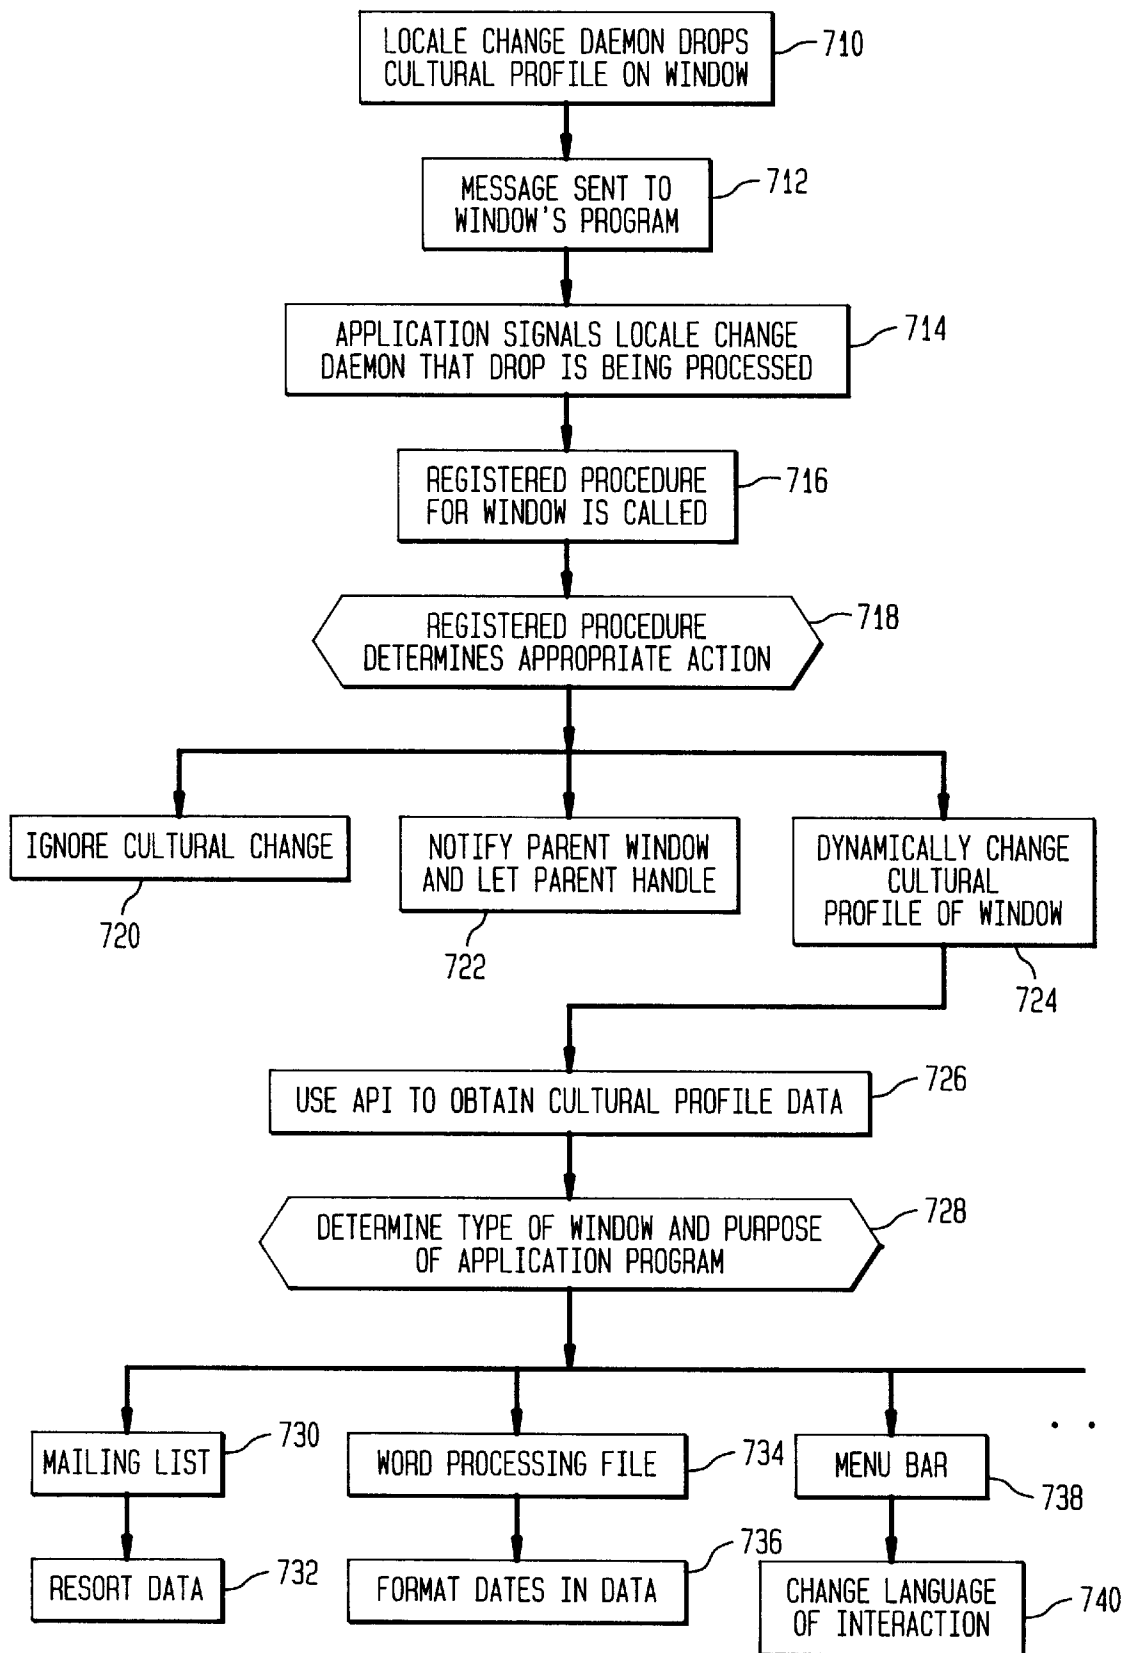 LOCALE CHANGE DAEMON DROPS
CULTURAL PROFILE ON WINDOW
710
MESSAGE SENT TO
WINDOW'S PROGRAM
712
APPLICATION SIGNALS LOCALE CHANGE
DAEMON THAT DROP IS BEING PROCESSED
714
REGISTERED PROCEDURE
FOR WINDOW IS CALLED
716
REGISTERED PROCEDURE
DETERMINES APPROPRIATE ACTION
718
IGNORE CULTURAL CHANGE
720
NOTIFY PARENT WINDOW
AND LET PARENT HANDLE
722
DYNAMICALLY CHANGE
CULTURAL
PROFILE OF WINDOW
724
USE API TO OBTAIN CULTURAL PROFILE DATA
726
DETERMINE TYPE OF WINDOW AND PURPOSE
OF APPLICATION PROGRAM
728
MAILING LIST
730
WORD PROCESSING FILE
734
MENU BAR
738
. .
RESORT DATA
732
FORMAT DATES IN DATA
736
CHANGE LANGUAGE
OF INTERACTION
740